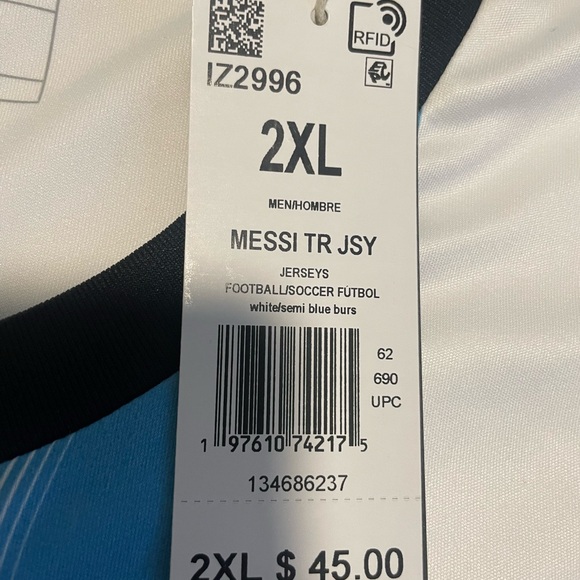 RFID
IZ2996
2XL
MEN/HOMBRE
MESSI TR JSY
JERSEYS
FOOTBALL/SOCCER FÚTBOL
white/semi blue burs
62
690
UPC
1 97610 74217 5
134686237
2XL $ 45.00